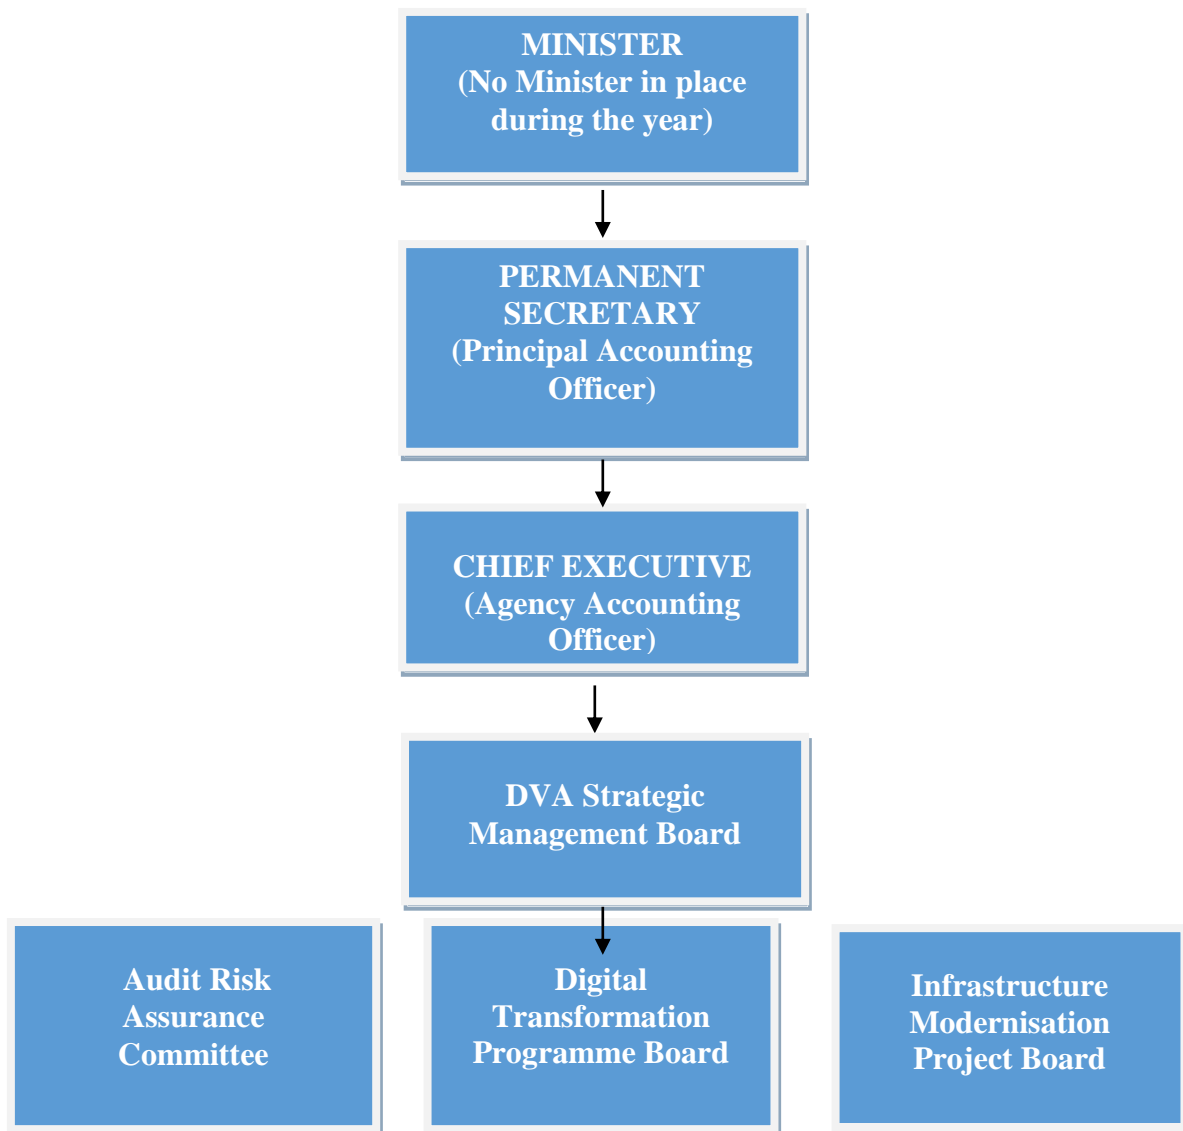 MINISTER
(No Minister in place
during the year)
PERMANENT
SECRETARY
(Principal Accounting
Officer)
CHIEF EXECUTIVE
(Agency Accounting
Officer)
DVA Strategic
Management Board
Audit Risk
Assurance
Committee
Digital
Transformation
Programme Board
Infrastructure
Modernisation
Project Board